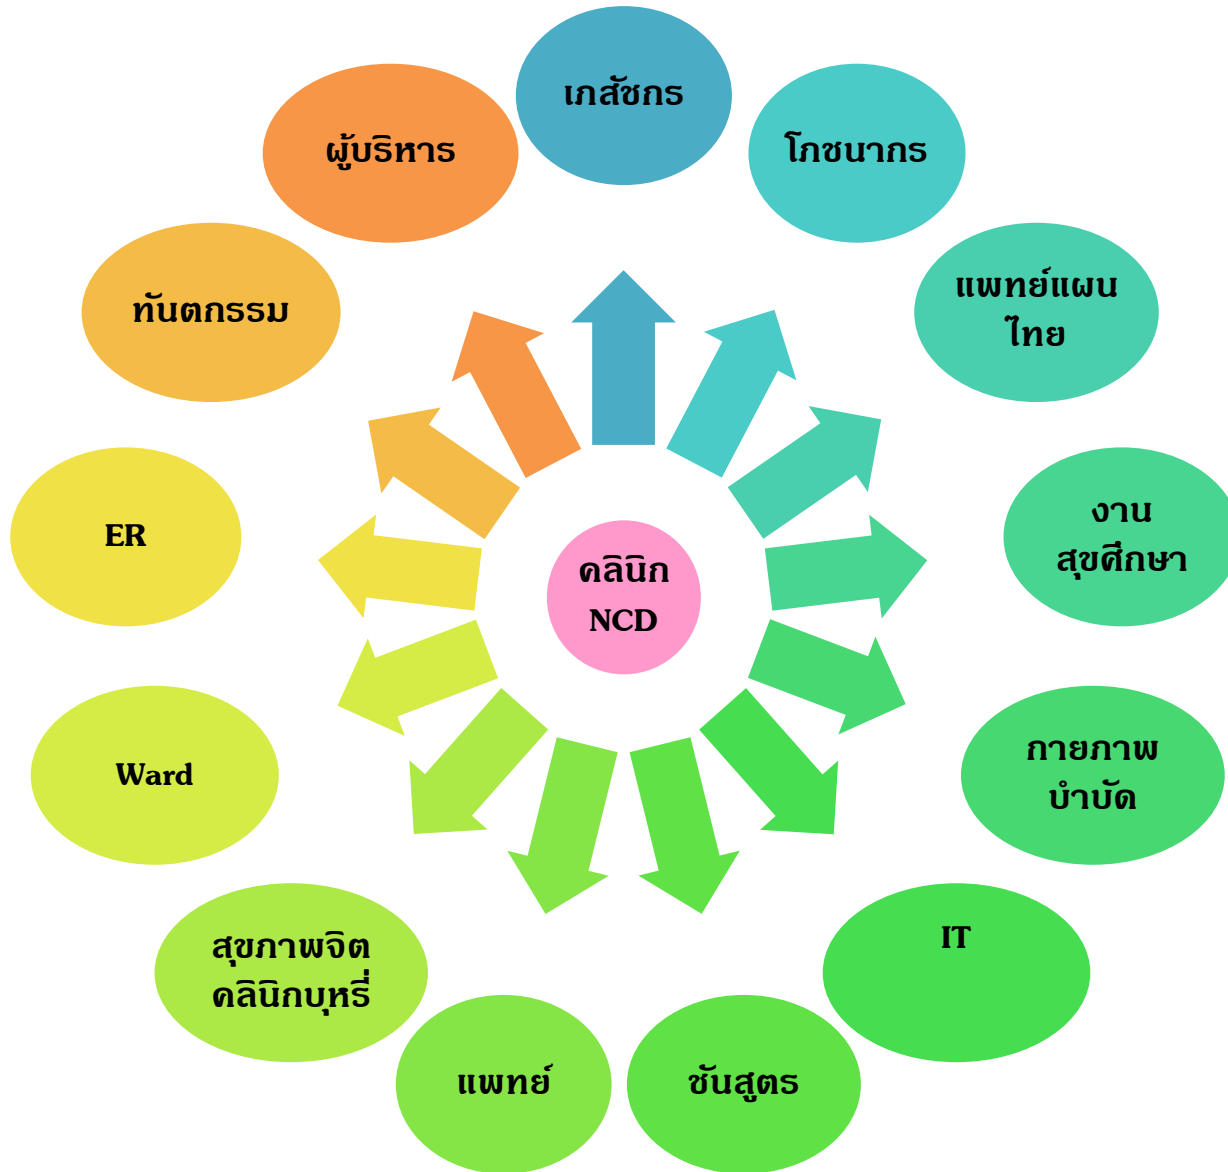 เภสัชกร
โภชนากร
แพทย์แผน
ไทย
งาน
สุขศึกษา
กายภาพ
บำบัด
IT
ชันสูตร
แพทย์
สุขภาพจิต
คลินิกบุหรี่
Ward
ER
ทันตกรรม
ผู้บริหาร
คลินิก
NCD